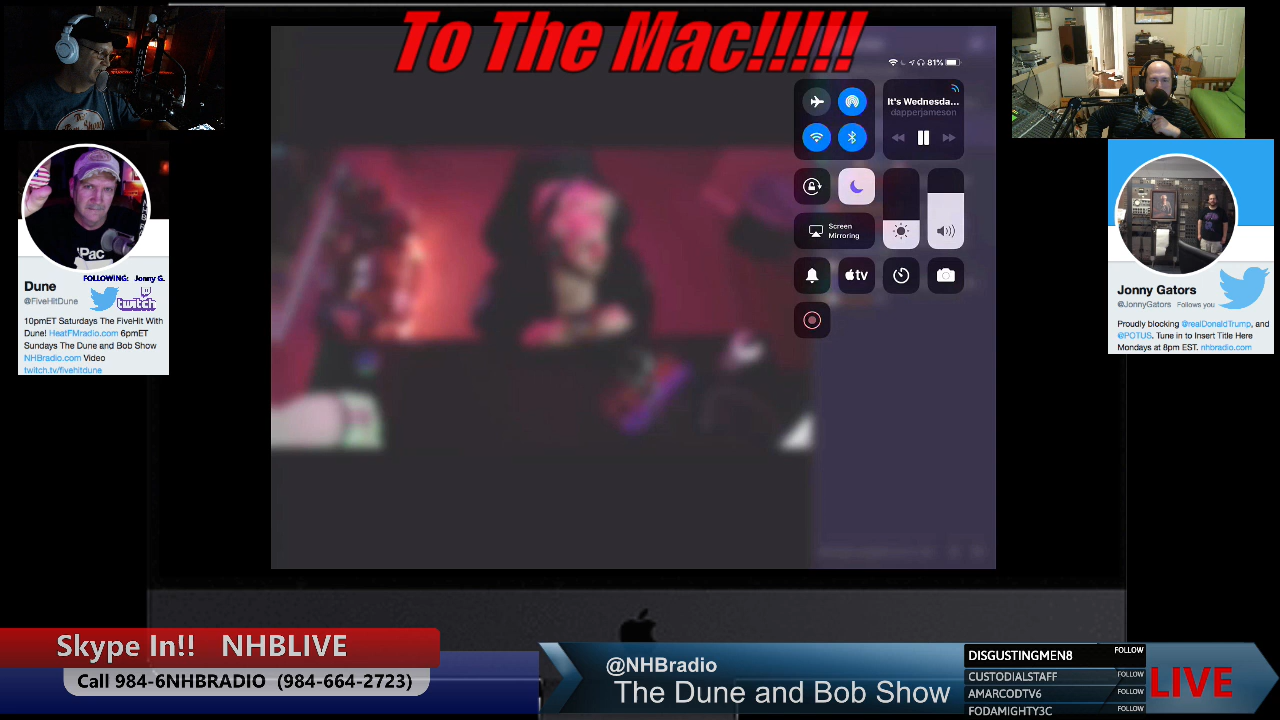 To The Mac!!!!!
81%
It's Wednesda...
dapperjameson
Screen
Mirroring
tv
FOLLOWING: Jonny G.
Dune
@FiveHitDune
twitch
10pmET Saturdays The FiveHit With
Dune! HeatFMradio.com 6pmET
Sundays The Dune and Bob Show
NHBradio.com Video
twitch.tv/fivehitdune
Jonny Gators
@JonnyGators Follows you
Proudly blocking @realDonaldTrump, and
@POTUS. Tune in to Insert Title Here
Mondays at 8pm EST. nhbradio.com
Skype In!! NHBLIVE
Call 984-6NHBRADIO (984-664-2723)
@NHBradio
The Dune and Bob Show
DISGUSTINGMEN8 FOLLOW
CUSTODIALSTAFF FOLLOW
AMARCODTV6 FOLLOW
FODAMIGHTY3C FOLLOW
LIVE